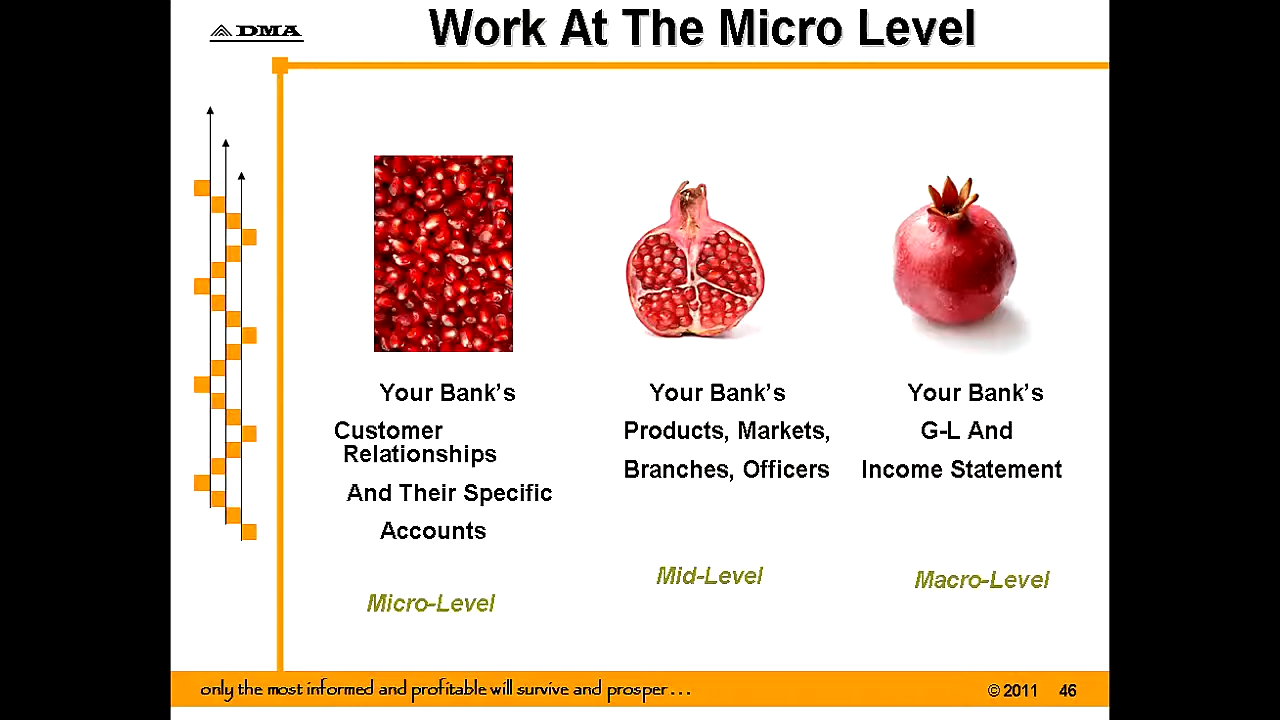 DMA
Work At The Micro Level
Your Bank's
Customer
Relationships
And Their Specific
Accounts
Micro-Level
Your Bank's
Products, Markets,
Branches, Officers
Mid-Level
Your Bank's
G-L And
Income Statement
Macro-Level
only the most informed and profitable will survive and prosper . . .
© 2011 46